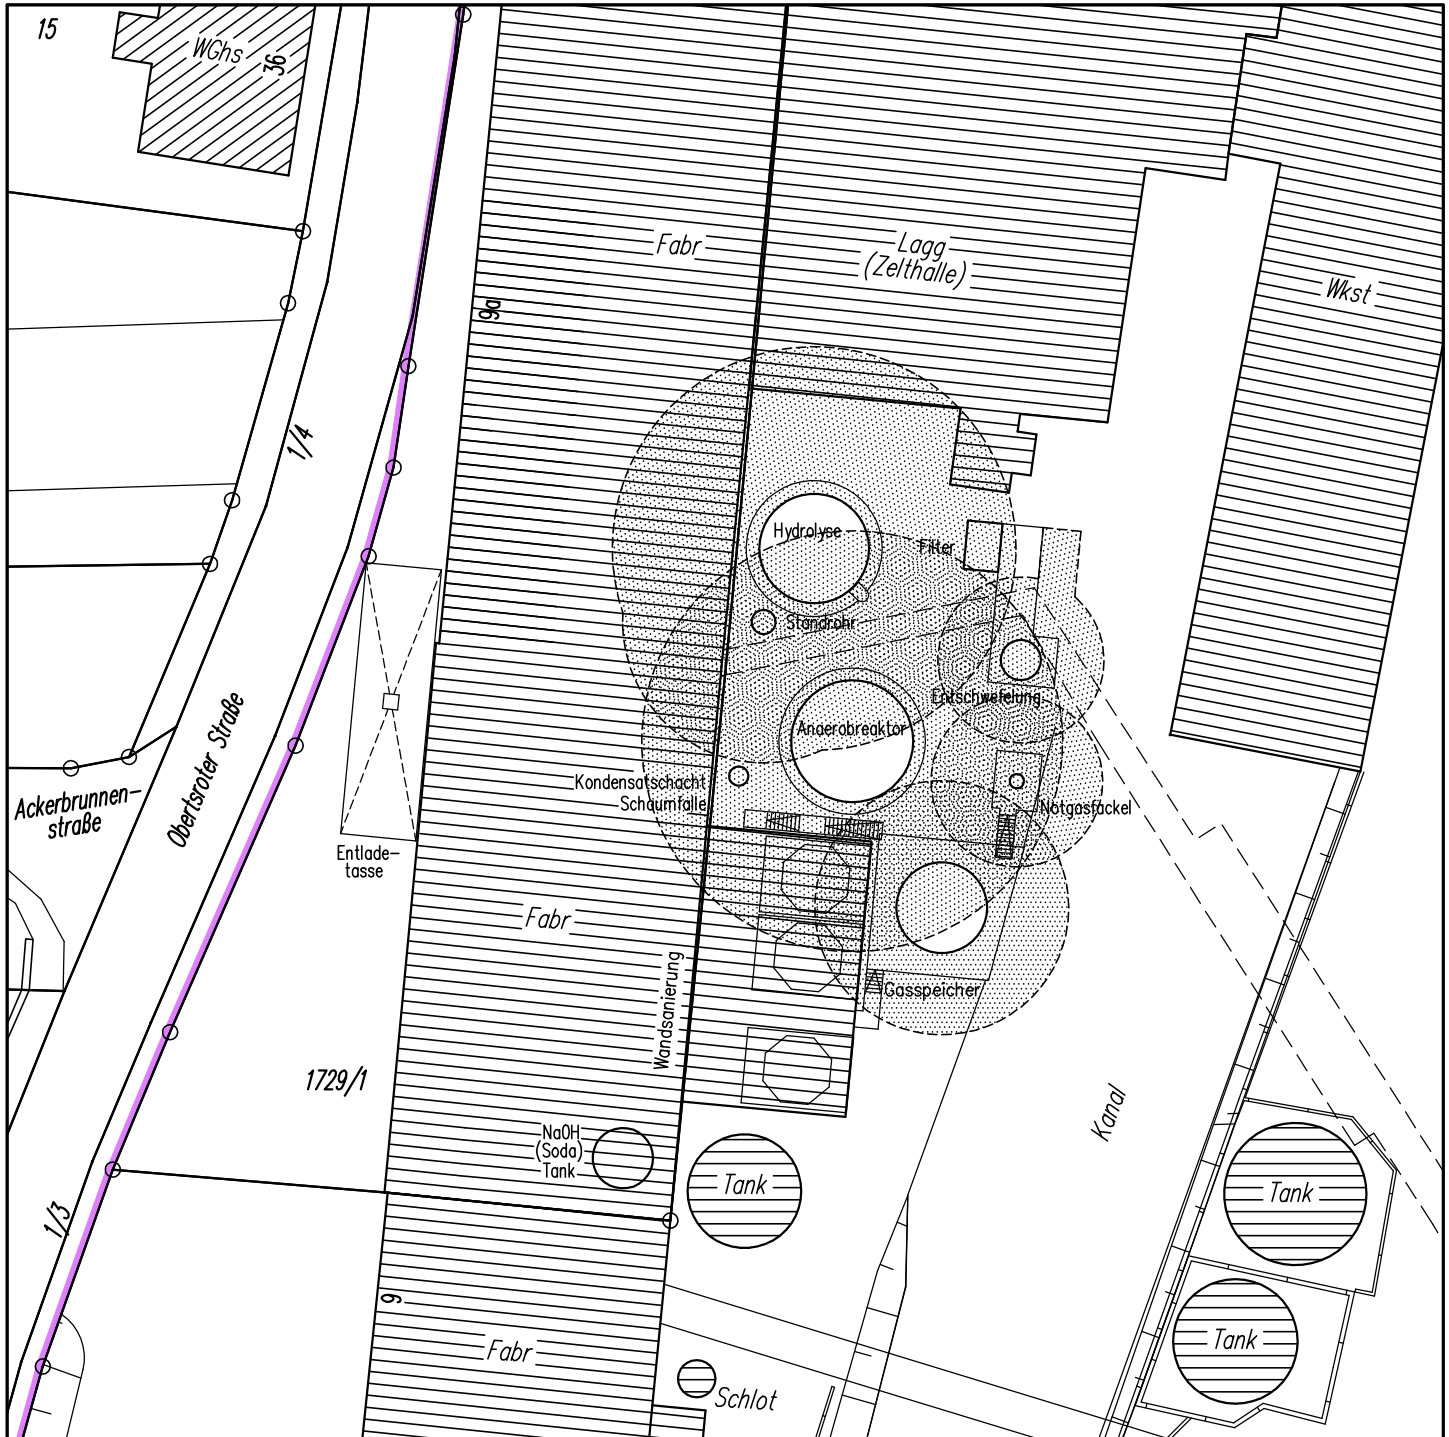 15
WGhs
36
Fabr
Lagg
(Zelthalle)
Wkst
9a
1/4
Hydrolyse
Filter
Standrohr
Entschwefelung
Anaerobreaktor
Obertsroter Straße
Ackerbrunnen-
straße
Kondensatschacht
Schaumfalle
Notgasfackel
Entlade-
tasse
Fabr
Wandsanierung
Gasspeicher
1729/1
Kanal
NaOH
(Soda)
Tank
Tank
Tank
1/3
9
Fabr
Tank
Schlot